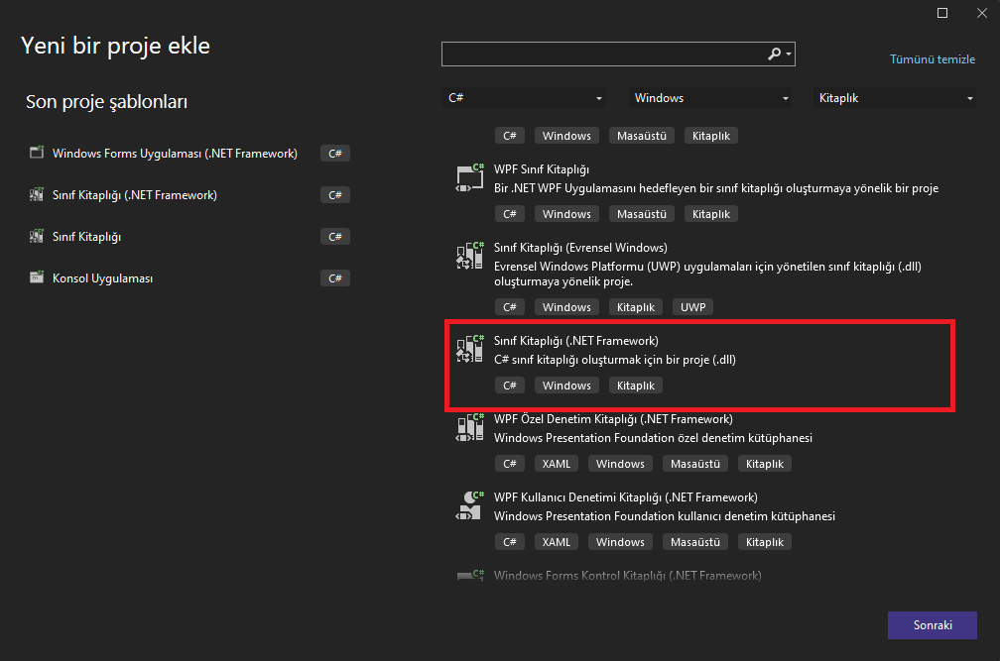 Yeni bir proje ekle
Tümünü temizle
Son proje şablonları
Windows Forms Uygulaması (.NET Framework) C#
Sınıf Kitaplığı (.NET Framework) C#
Sınıf Kitaplığı C#
Konsol Uygulaması C#
C# Windows Kitaplık
C# Windows Masaüstü Kitaplık
WPF Sınıf Kitaplığı
Bir .NET WPF Uygulamasını hedefleyen bir sınıf kitaplığı oluşturmaya yönelik bir proje
C# Windows Masaüstü Kitaplık
Sınıf Kitaplığı (Evrensel Windows)
Evrensel Windows Platformu (UWP) uygulamaları için yönetilen sınıf kitaplığı (.dll)
oluşturmaya yönelik proje.
C# Windows Kitaplık UWP
Sınıf Kitaplığı (.NET Framework)
C# sınıf kitaplığı oluşturmak için bir proje (.dll)
C# Windows Kitaplık
WPF Özel Denetim Kitaplığı (.NET Framework)
Windows Presentation Foundation özel denetim kütüphanesi
C# XAML Windows Masaüstü Kitaplık
WPF Kullanıcı Denetimi Kitaplığı (.NET Framework)
Windows Presentation Foundation kullanıcı denetim kütüphanesi
C# XAML Windows Masaüstü Kitaplık
Windows Forms Kontrol Kitaplığı (.NET Framework)
Sonraki